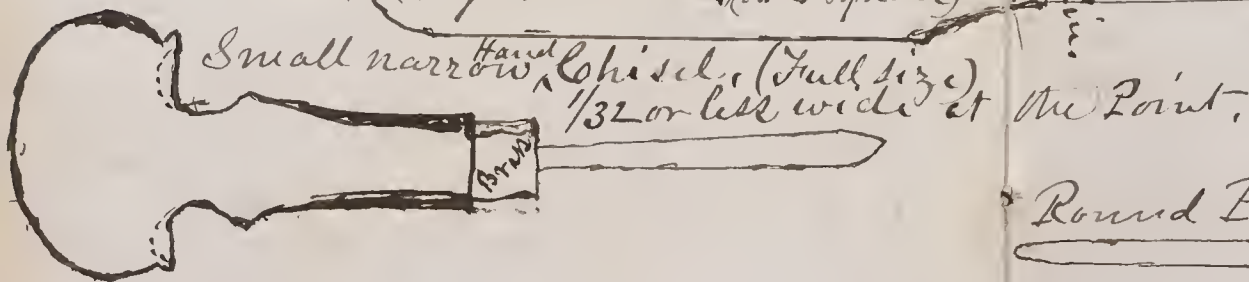 Small narrow Hand Chisel. (Full size)
1/32 or less wide at the Point.
Brass
Round